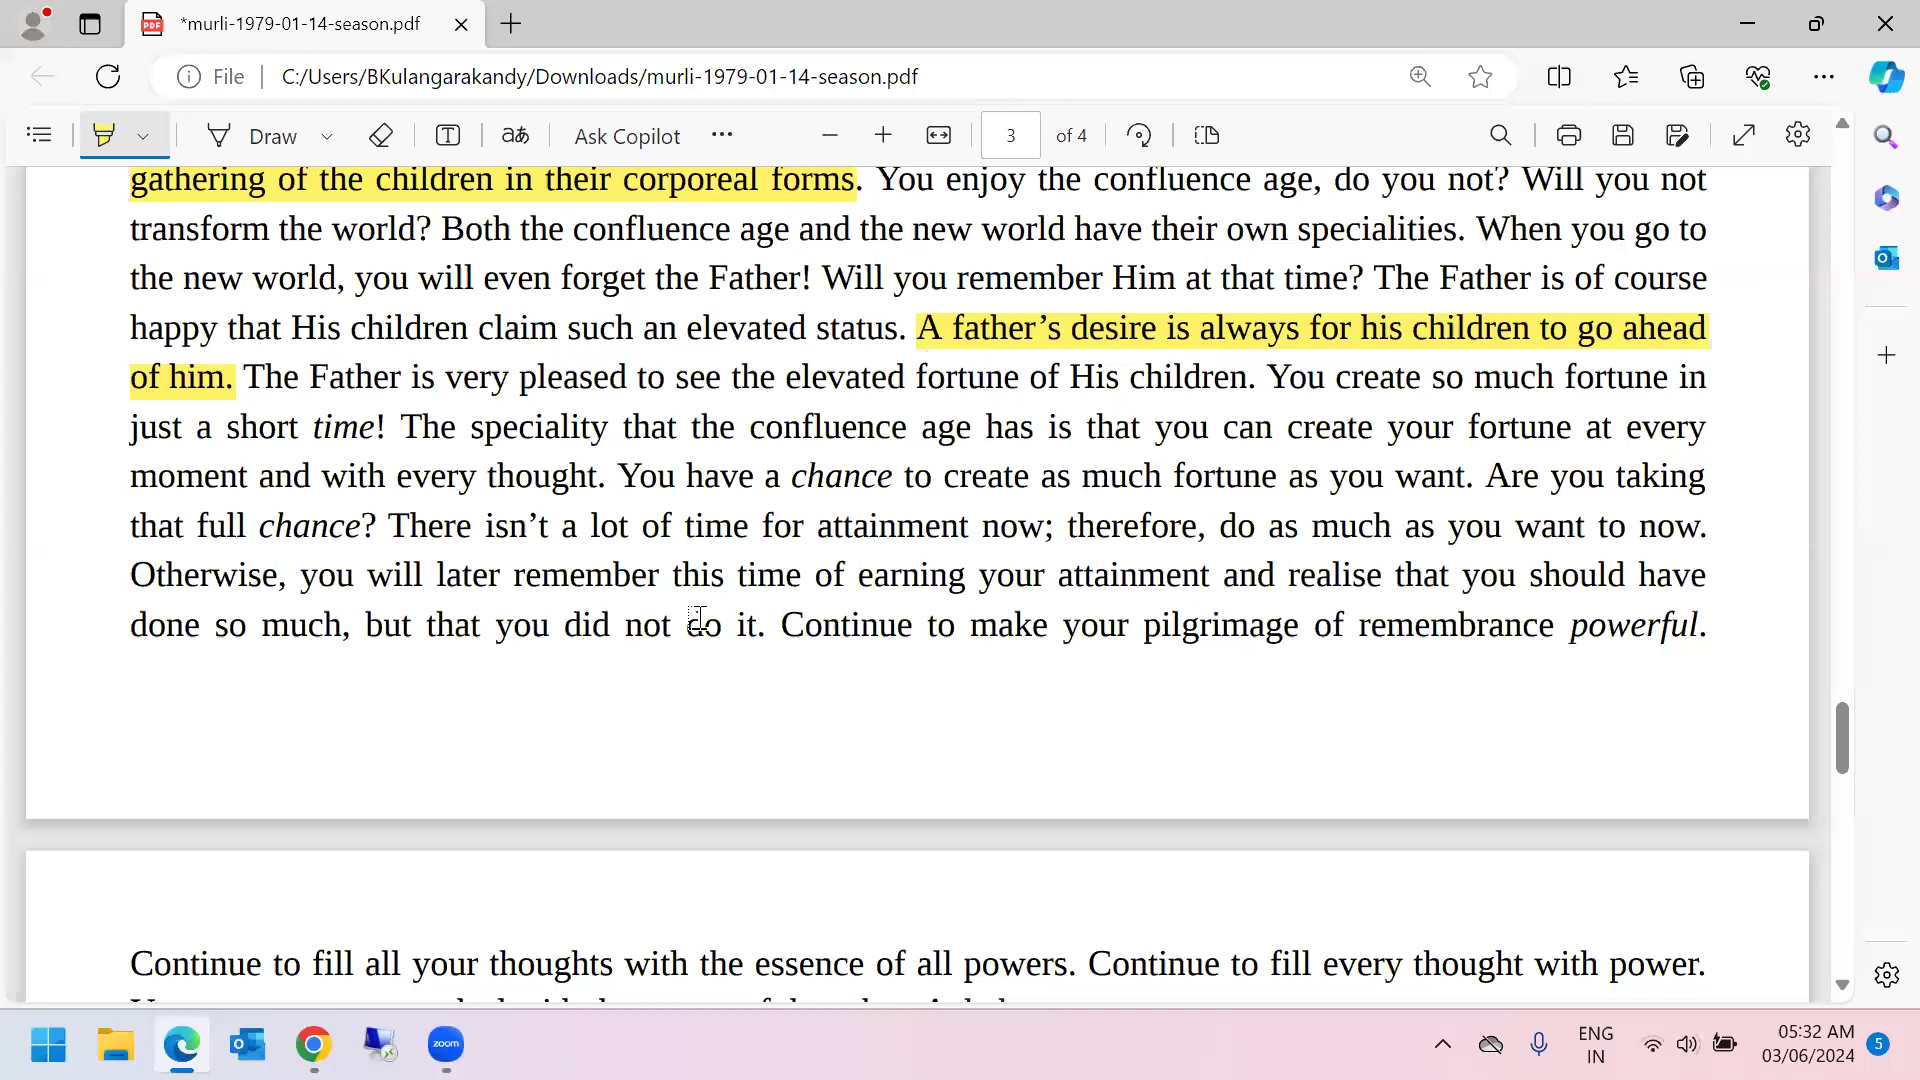 *murli-1979-01-14-season.pdf
File C:/Users/BKulangarakandy/Downloads/murli-1979-01-14-season.pdf
Draw aあ Ask Copilot 3 of 4
gathering of the children in their corporeal forms. You enjoy the confluence age, do you not? Will you not
transform the world? Both the confluence age and the new world have their own specialities. When you go to
the new world, you will even forget the Father! Will you remember Him at that time? The Father is of course
happy that His children claim such an elevated status. A father’s desire is always for his children to go ahead
of him. The Father is very pleased to see the elevated fortune of His children. You create so much fortune in
just a short time! The speciality that the confluence age has is that you can create your fortune at every
moment and with every thought. You have a chance to create as much fortune as you want. Are you taking
that full chance? There isn’t a lot of time for attainment now; therefore, do as much as you want to now.
Otherwise, you will later remember this time of earning your attainment and realise that you should have
done so much, but that you did not do it. Continue to make your pilgrimage of remembrance powerful.
Continue to fill all your thoughts with the essence of all powers. Continue to fill every thought with power.
zoom
ENG
IN
05:32 AM
03/06/2024
5